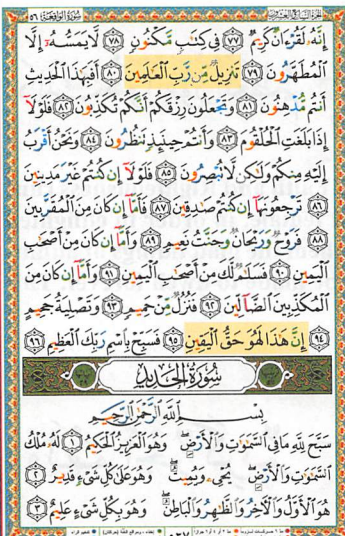 سورة الواقعة ٥٦
إِنَّهُۥ لَقُرْءَانٌ كَرِيمٌ ٧٧ فِى كِتَٰبٍ مَّكْنُونٍ ٧٨ لَّا يَمَسُّهُۥٓ إِلَّا
ٱلْمُطَهَّرُونَ ٧٩ تَنزِيلٌ مِّن رَّبِّ ٱلْعَٰلَمِينَ ٨٠ أَفَبِهَٰذَا ٱلْحَدِيثِ
أَنتُم مُّدْهِنُونَ ٨١ وَتَجْعَلُونَ رِزْقَكُمْ أَنَّكُمْ تُكَذِّبُونَ ٨٢ فَلَوْلَآ
إِذَا بَلَغَتِ ٱلْحُلْقُومَ ٨٣ وَأَنتُمْ حِينَئِذٍ تَنظُرُونَ ٨٤ وَنَحْنُ أَقْرَبُ
إِلَيْهِ مِنكُمْ وَلَٰكِن لَّا تُبْصِرُونَ ٨٥ فَلَوْلَآ إِن كُنتُمْ غَيْرَ مَدِينِينَ
٨٦ تَرْجِعُونَهَآ إِن كُنتُمْ صَٰدِقِينَ ٨٧ فَأَمَّآ إِن كَانَ مِنَ ٱلْمُقَرَّبِينَ
٨٨ فَرَوْحٌ وَرَيْحَانٌ وَجَنَّتُ نَعِيمٍ ٨٩ وَأَمَّآ إِن كَانَ مِنْ أَصْحَٰبِ
ٱلْيَمِينِ ٩٠ فَسَلَٰمٌ لَّكَ مِنْ أَصْحَٰبِ ٱلْيَمِينِ ٩١ وَأَمَّآ إِن كَانَ مِنَ
ٱلْمُكَذِّبِينَ ٱلضَّآلِّينَ ٩٢ فَنُزُلٌ مِّنْ حَمِيمٍ ٩٣ وَتَصْلِيَةُ جَحِيمٍ
٩٤ إِنَّ هَٰذَا لَهُوَ حَقُّ ٱلْيَقِينِ ٩٥ فَسَبِّحْ بِٱسْمِ رَبِّكَ ٱلْعَظِيمِ ٩٦
سُورَةُ الحَدِيد
بِسْمِ ٱللَّهِ ٱلرَّحْمَٰنِ ٱلرَّحِيمِ
سَبَّحَ لِلَّهِ مَا فِى ٱلسَّمَٰوَٰتِ وَٱلْأَرْضِ ۖ وَهُوَ ٱلْعَزِيزُ ٱلْحَكِيمُ ١ لَهُۥ مُلْكُ
ٱلسَّمَٰوَٰتِ وَٱلْأَرْضِ ۖ يُحْىِۦ وَيُمِيتُ ۖ وَهُوَ عَلَىٰ كُلِّ شَىْءٍ قَدِيرٌ ٢
هُوَ ٱلْأَوَّلُ وَٱلْءَاخِرُ وَٱلظَّٰهِرُ وَٱلْبَاطِنُ ۖ وَهُوَ بِكُلِّ شَىْءٍ عَلِيمٌ ٣